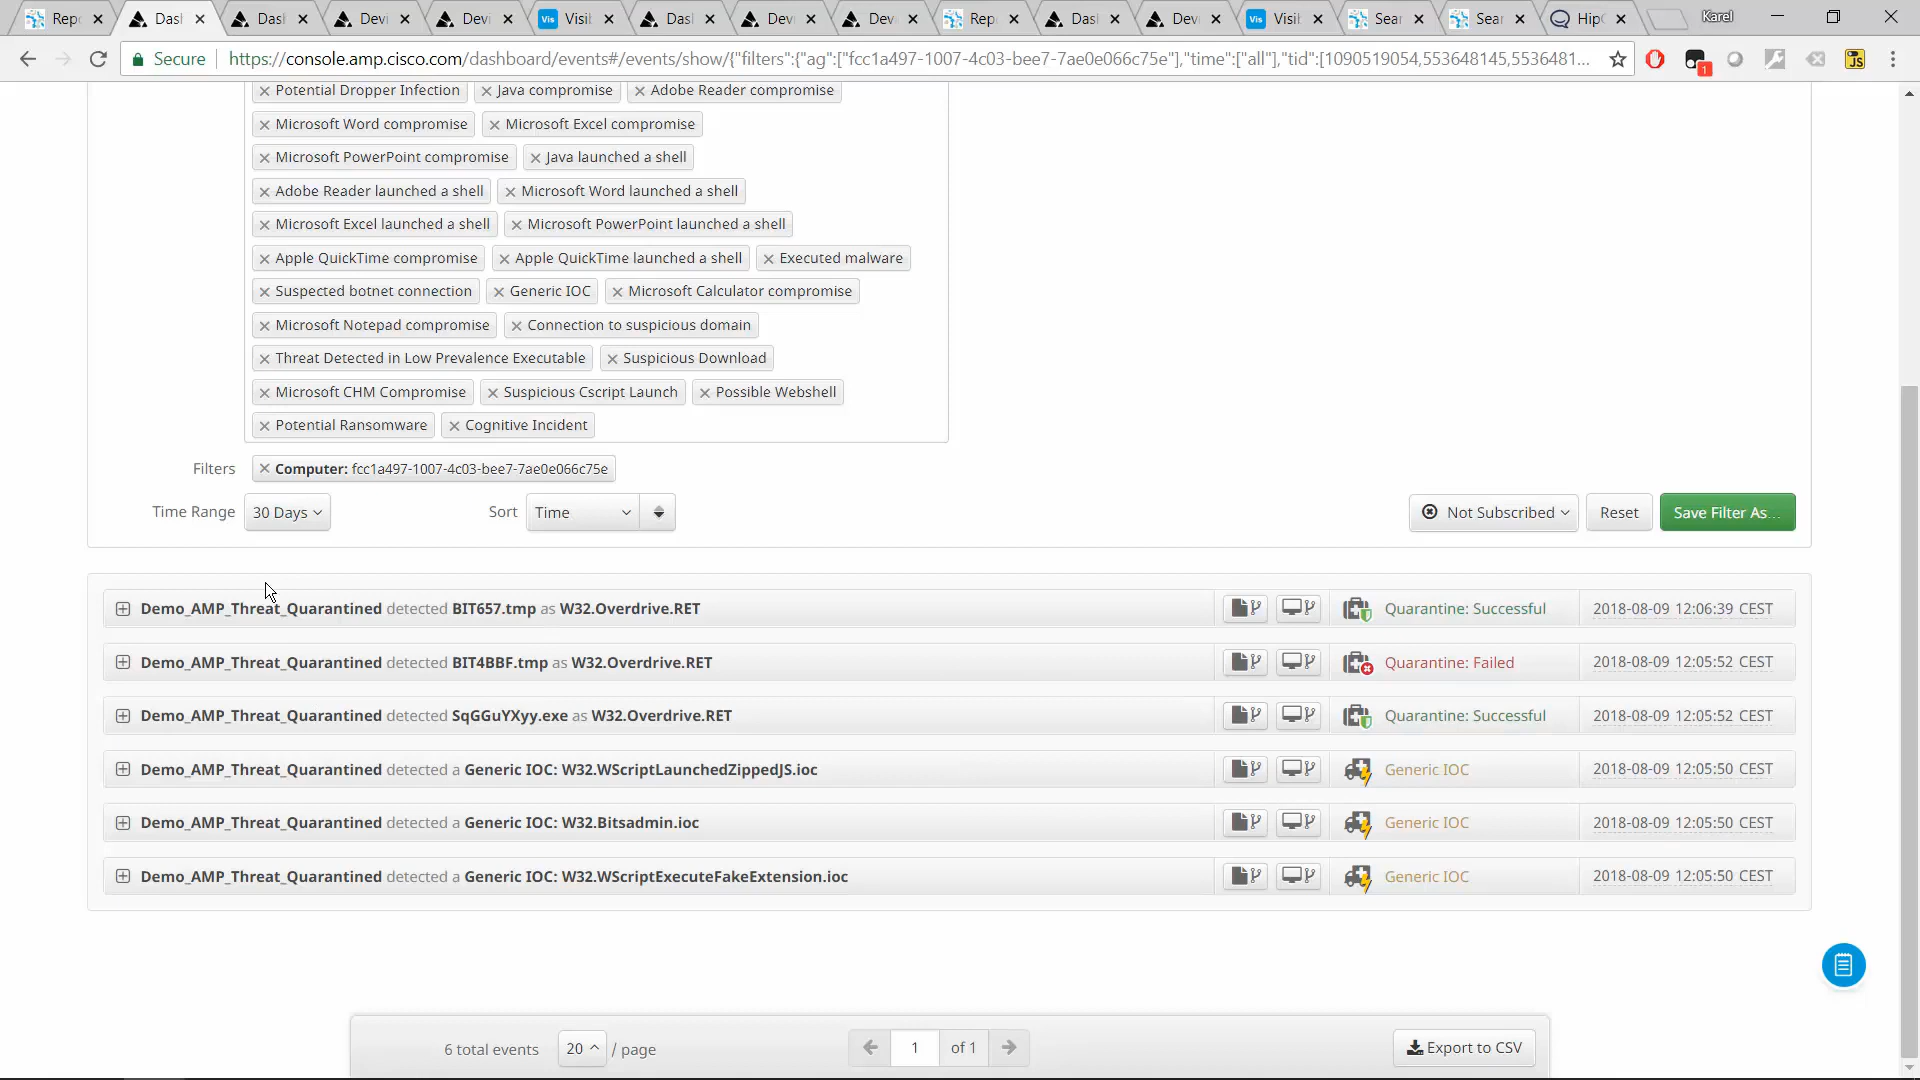 Repo Dash Dash Devi Devi Visi Dash Dev Dev Rep Dash Dev Visi Sear Sear Hip Karel
Secure https://console.amp.cisco.com/dashboard/events#/events/show/{"filters":{"ag":["fcc1a497-1007-4c03-bee7-7ae0e066c75e"],"time":["all"],"tid":[1090519054,553648145,5536481... 1 JS
Potential Dropper Infection Java compromise Adobe Reader compromise
Microsoft Word compromise Microsoft Excel compromise
Microsoft PowerPoint compromise Java launched a shell
Adobe Reader launched a shell Microsoft Word launched a shell
Microsoft Excel launched a shell Microsoft PowerPoint launched a shell
Apple QuickTime compromise Apple QuickTime launched a shell Executed malware
Suspected botnet connection Generic IOC Microsoft Calculator compromise
Microsoft Notepad compromise Connection to suspicious domain
Threat Detected in Low Prevalence Executable Suspicious Download
Microsoft CHM Compromise Suspicious Cscript Launch Possible Webshell
Potential Ransomware Cognitive Incident
Filters Computer: fcc1a497-1007-4c03-bee7-7ae0e066c75e
Time Range 30 Days Sort Time Not Subscribed Reset Save Filter As...
Demo_AMP_Threat_Quarantined detected BIT657.tmp as W32.Overdrive.RET Quarantine: Successful 2018-08-09 12:06:39 CEST
Demo_AMP_Threat_Quarantined detected BIT4BBF.tmp as W32.Overdrive.RET Quarantine: Failed 2018-08-09 12:05:52 CEST
Demo_AMP_Threat_Quarantined detected SqGGuYXyy.exe as W32.Overdrive.RET Quarantine: Successful 2018-08-09 12:05:52 CEST
Demo_AMP_Threat_Quarantined detected a Generic IOC: W32.WScriptLaunchedZippedJS.ioc Generic IOC 2018-08-09 12:05:50 CEST
Demo_AMP_Threat_Quarantined detected a Generic IOC: W32.Bitsadmin.ioc Generic IOC 2018-08-09 12:05:50 CEST
Demo_AMP_Threat_Quarantined detected a Generic IOC: W32.WScriptExecuteFakeExtension.ioc Generic IOC 2018-08-09 12:05:50 CEST
6 total events 20 / page 1 of 1 Export to CSV